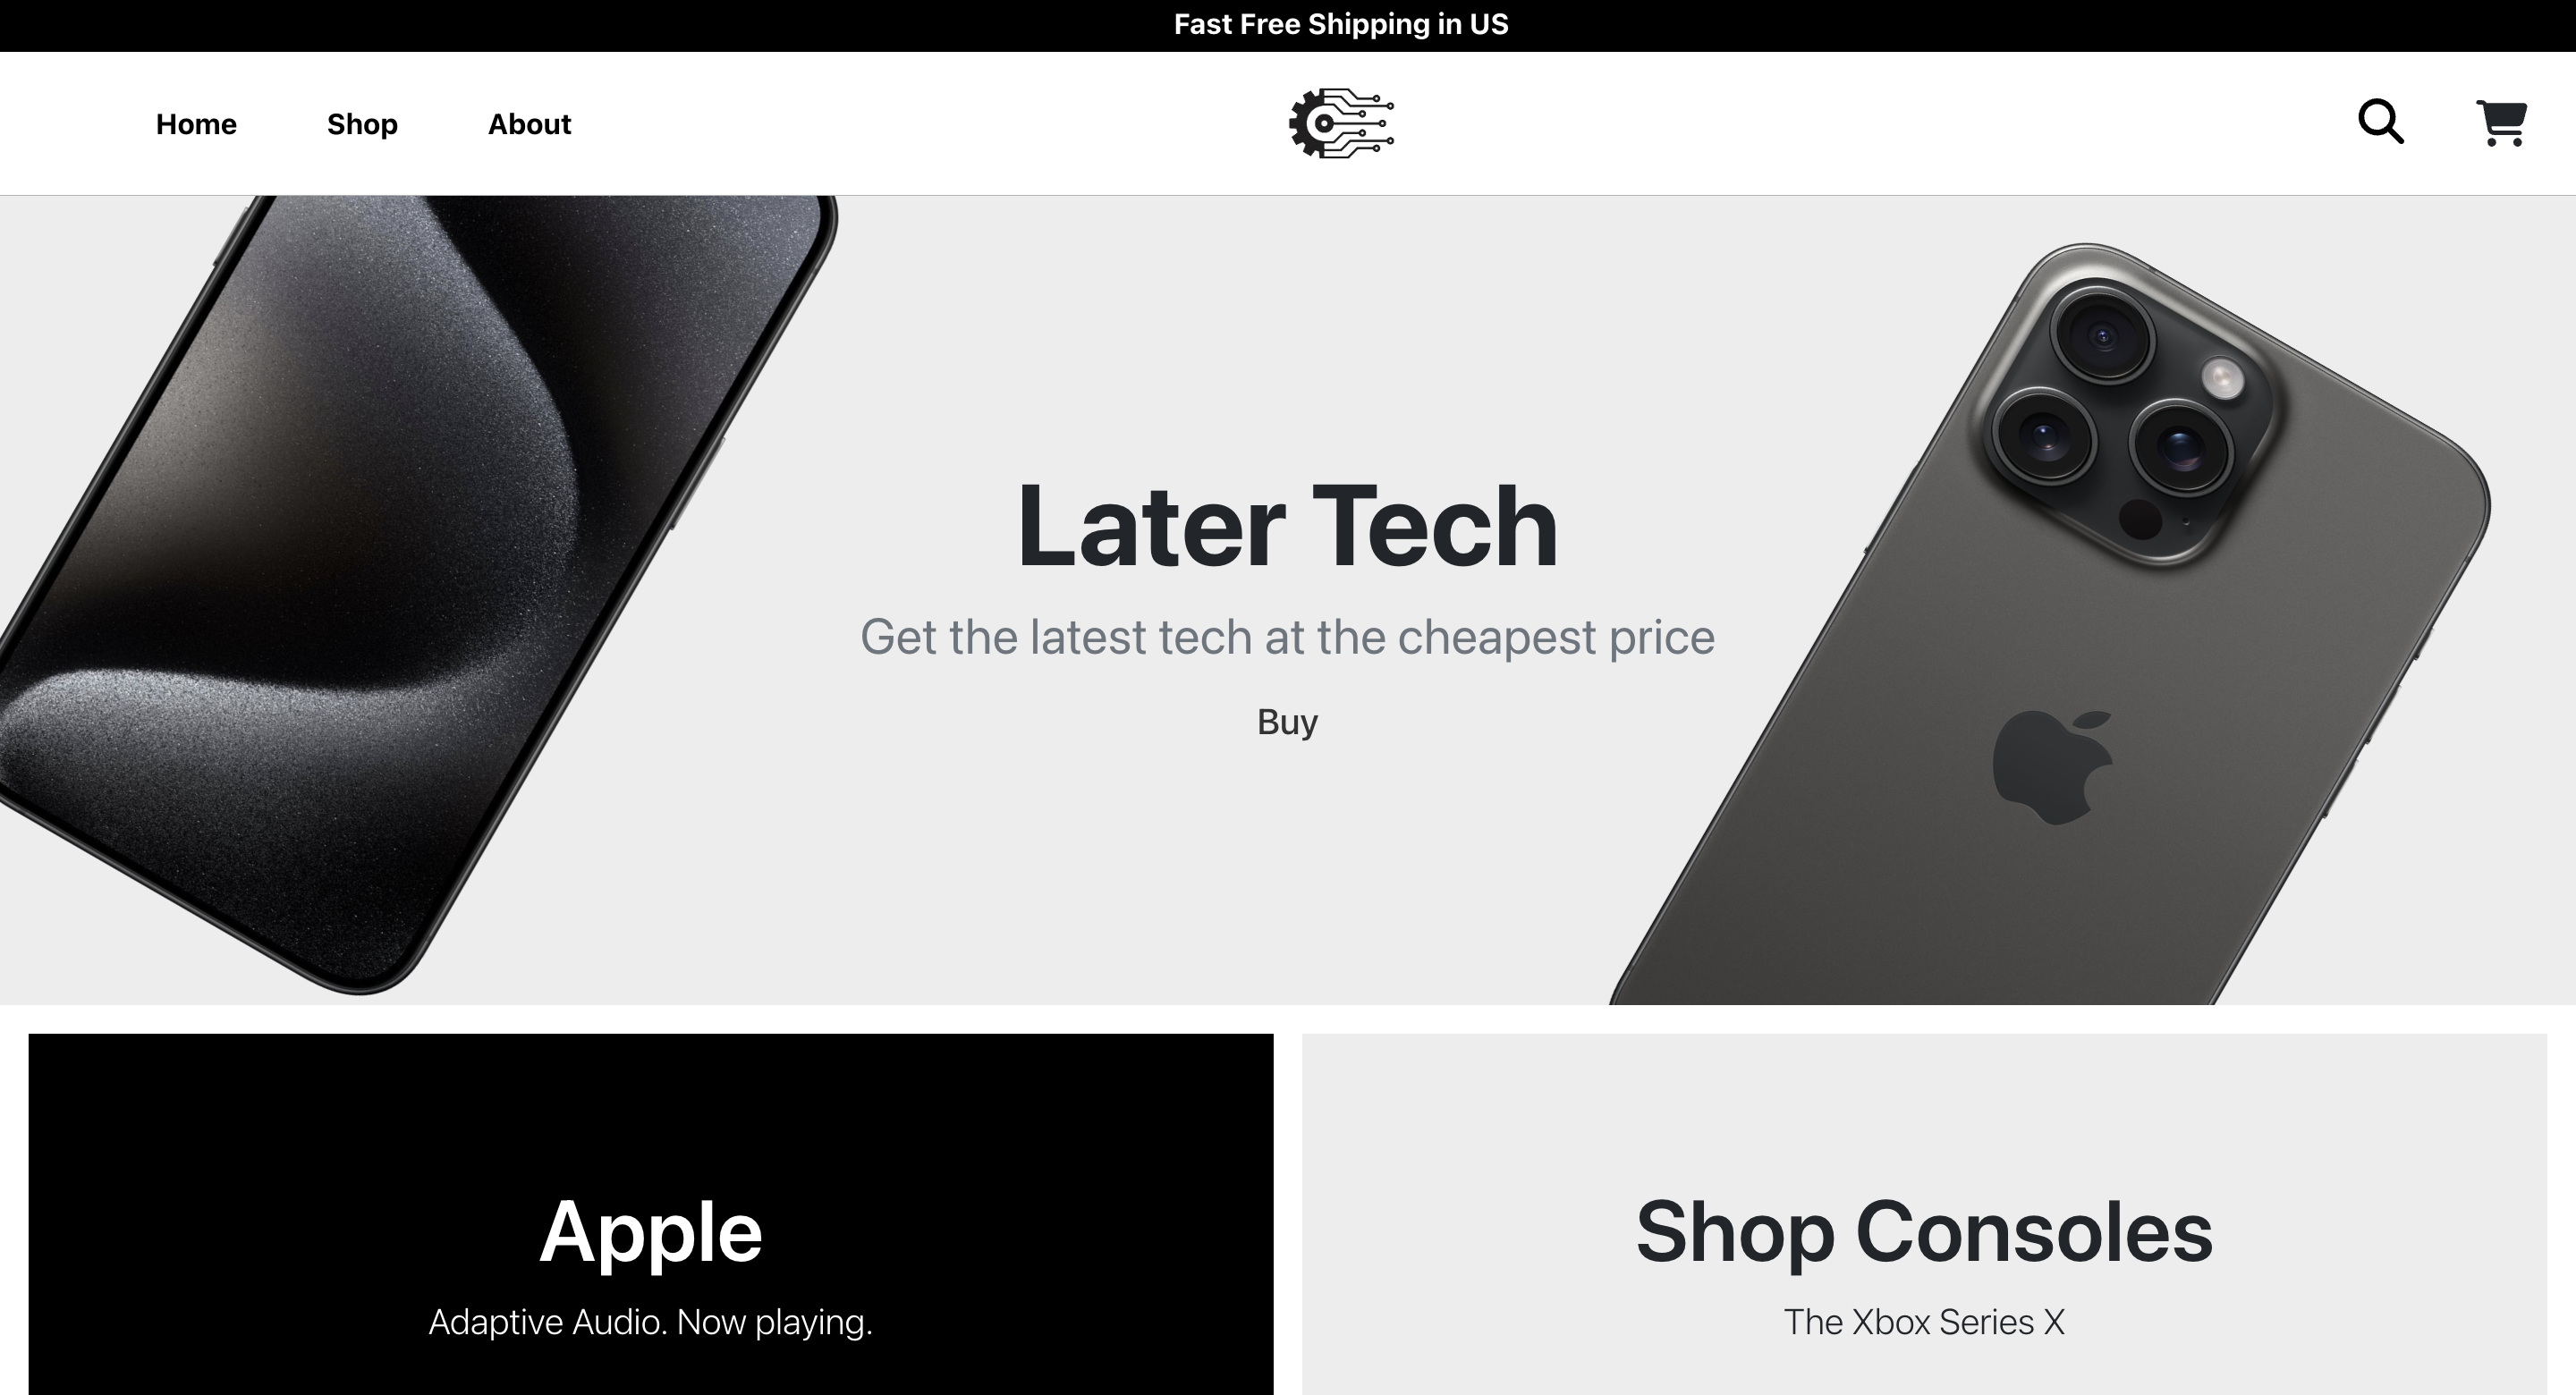 Fast Free Shipping in US
Home Shop About
Later Tech
Get the latest tech at the cheapest price
Buy
Apple
Adaptive Audio. Now playing.
Shop Consoles
The Xbox Series X